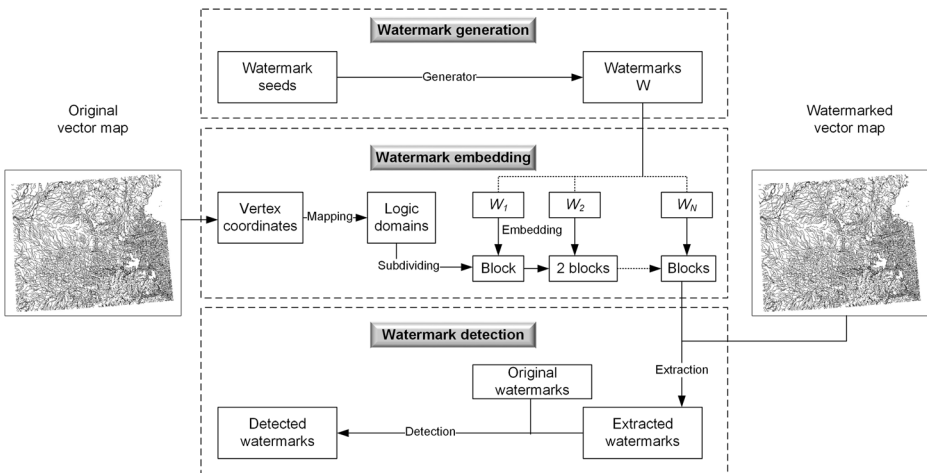 Watermark generation
Watermark
seeds
Generator
Watermarks
W
Original
vector map
Watermarked
vector map
Watermark embedding
Vertex
coordinates
Mapping
Logic
domains
W1
W2
WN
Embedding
Subdividing
Block
2 blocks
Blocks
Watermark detection
Original
watermarks
Extraction
Detected
watermarks
Detection
Extracted
watermarks